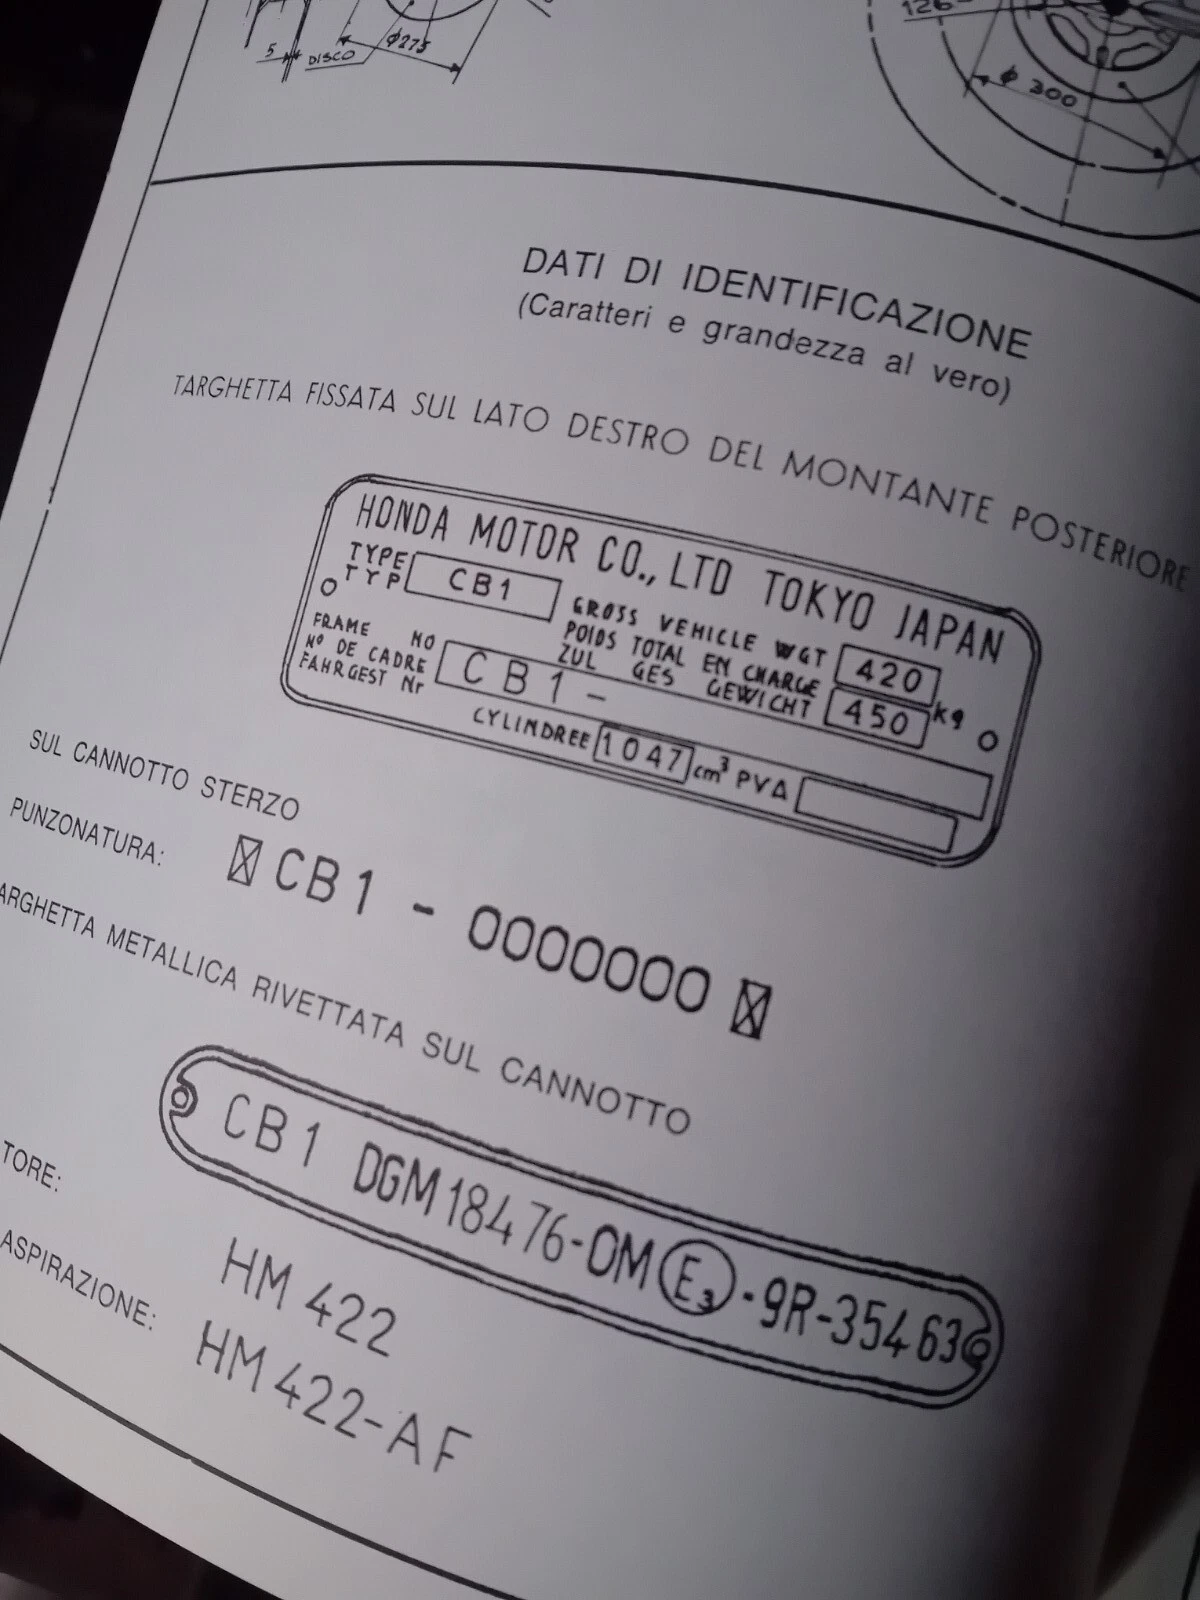 5
DISCO
Φ275
126
Φ 300
DATI DI IDENTIFICAZIONE
(Caratteri e grandezza al vero)
TARGHETTA FISSATA SUL LATO DESTRO DEL MONTANTE POSTERIORE
HONDA MOTOR CO., LTD TOKYO JAPAN
TYPE
TYP
CB1
GROSS VEHICLE WGT
POIDS TOTAL EN CHARGE
ZUL GES GEWICHT
420
450
kg
FRAME NO
Nº DE CADRE
FAHRGEST Nr
CB1-
CYLINDREE 1047 cm³ PVA
SUL CANNOTTO STERZO
PUNZONATURA:
CB1 - 0000000
ARGHETTA METALLICA RIVETTATA SUL CANNOTTO
CB1 DGM18476-OM E3 -9R-35463
TORE:
HM 422
ASPIRAZIONE:
HM 422-AF